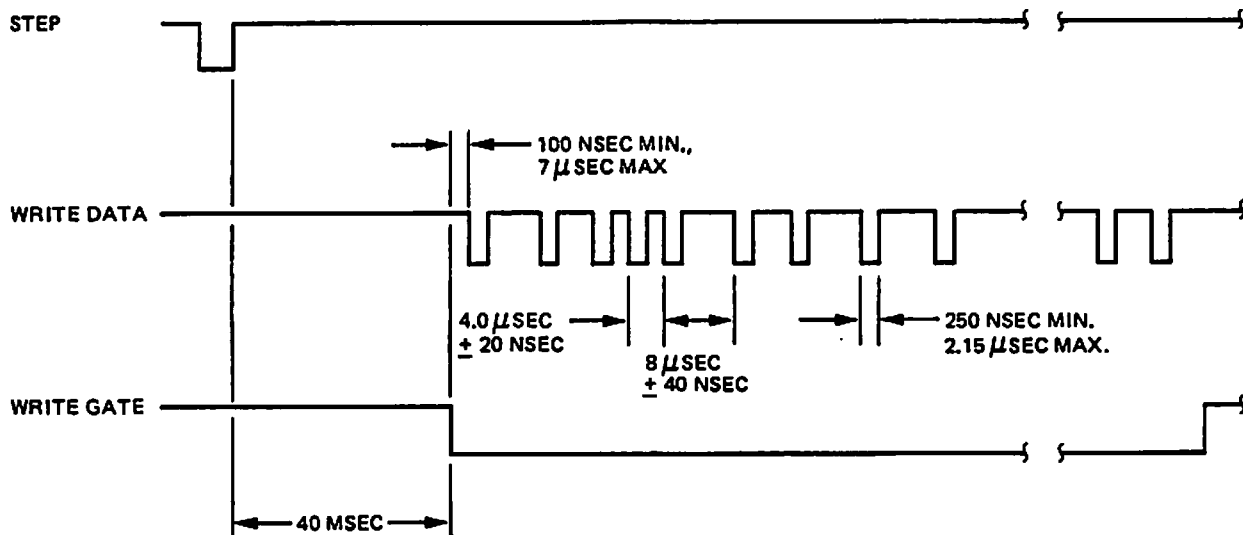 STEP
100 NSEC MIN.,
7 μSEC MAX
WRITE DATA
4.0 μSEC
± 20 NSEC
8 μSEC
± 40 NSEC
250 NSEC MIN.
2.15 μSEC MAX.
WRITE GATE
40 MSEC